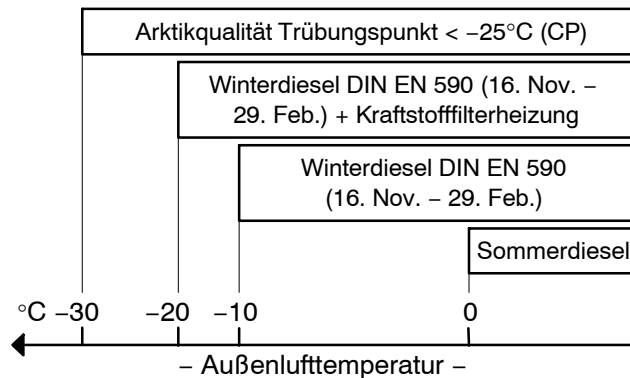 Arktikqualität Trübungspunkt < −25°C (CP)
Winterdiesel DIN EN 590 (16. Nov. −
29. Feb.) + Kraftstofffilterheizung
Winterdiesel DIN EN 590
(16. Nov. − 29. Feb.)
Sommerdiesel
°C −30 −20 −10 0
− Außenlufttemperatur −